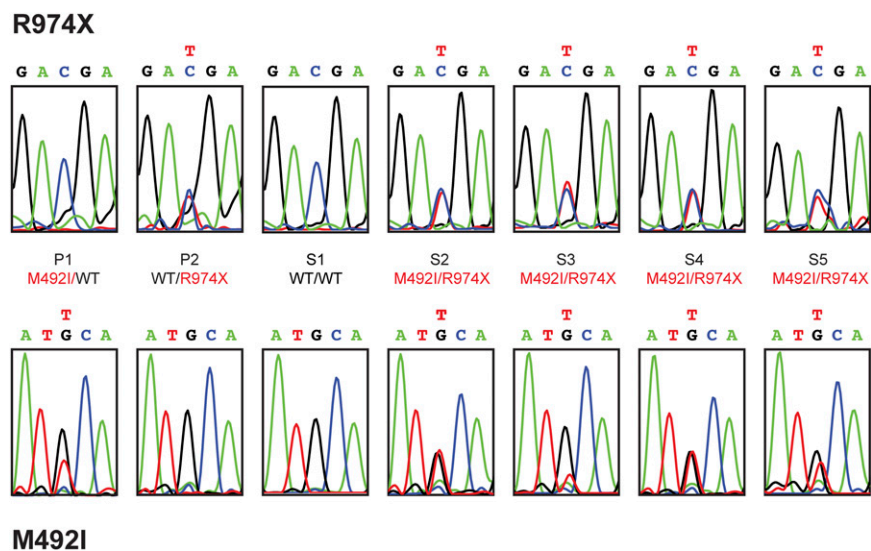 R974X
T T T T T
G A C G A G A C G A G A C G A G A C G A G A C G A G A C G A G A C G A
P1 P2 S1 S2 S3 S4 S5
M492I/WT WT/R974X WT/WT M492I/R974X M492I/R974X M492I/R974X M492I/R974X
T T T T T
A T G C A A T G C A A T G C A A T G C A A T G C A A T G C A A T G C A
M492I